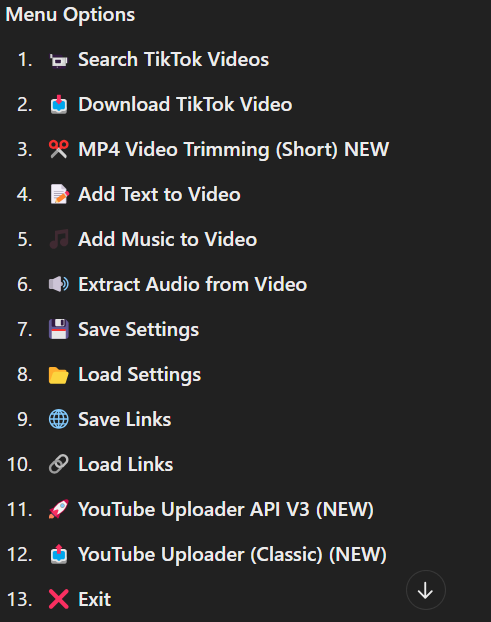 Menu Options
1. 📹 Search TikTok Videos
2. 📥 Download TikTok Video
3. ✂️ MP4 Video Trimming (Short) NEW
4. 📝 Add Text to Video
5. 🎵 Add Music to Video
6. 🔊 Extract Audio from Video
7. 💾 Save Settings
8. 📂 Load Settings
9. 🌐 Save Links
10. 🔗 Load Links
11. 🚀 YouTube Uploader API V3 (NEW)
12. 📤 YouTube Uploader (Classic) (NEW)
13. ❌ Exit